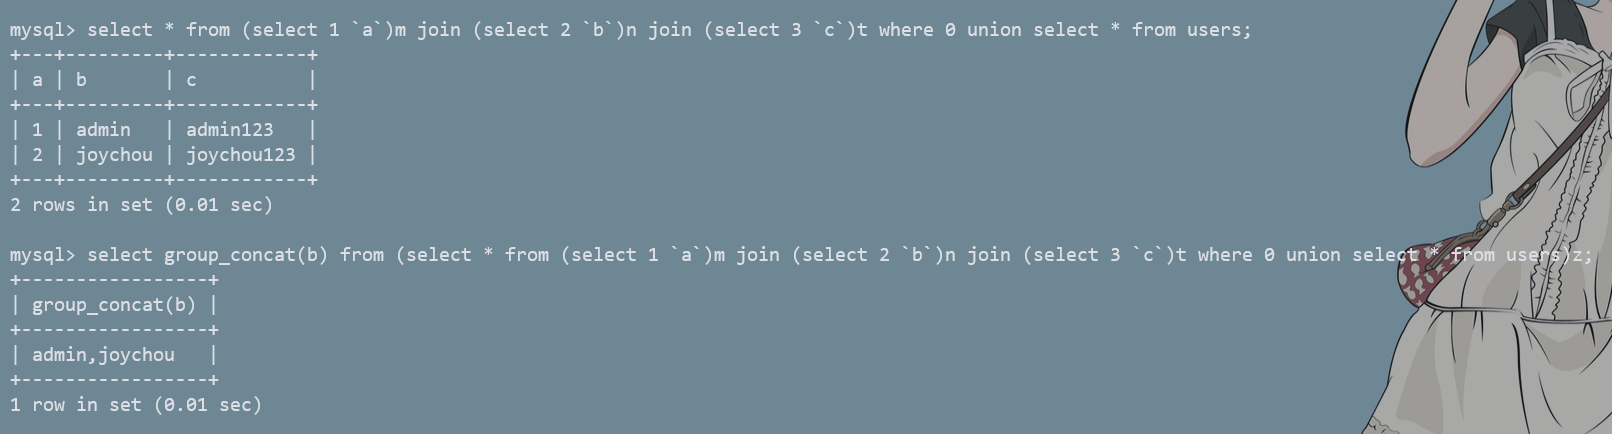 mysql> select * from (select 1 `a`)m join (select 2 `b`)n join (select 3 `c`)t where 0 union select * from users;
+---+---------+------------+
| a | b       | c          |
+---+---------+------------+
| 1 | admin   | admin123   |
| 2 | joychou | joychou123 |
+---+---------+------------+
2 rows in set (0.01 sec)
mysql> select group_concat(b) from (select * from (select 1 `a`)m join (select 2 `b`)n join (select 3 `c`)t where 0 union select * from users)z;
+-----------------+
| group_concat(b) |
+-----------------+
| admin,joychou   |
+-----------------+
1 row in set (0.01 sec)